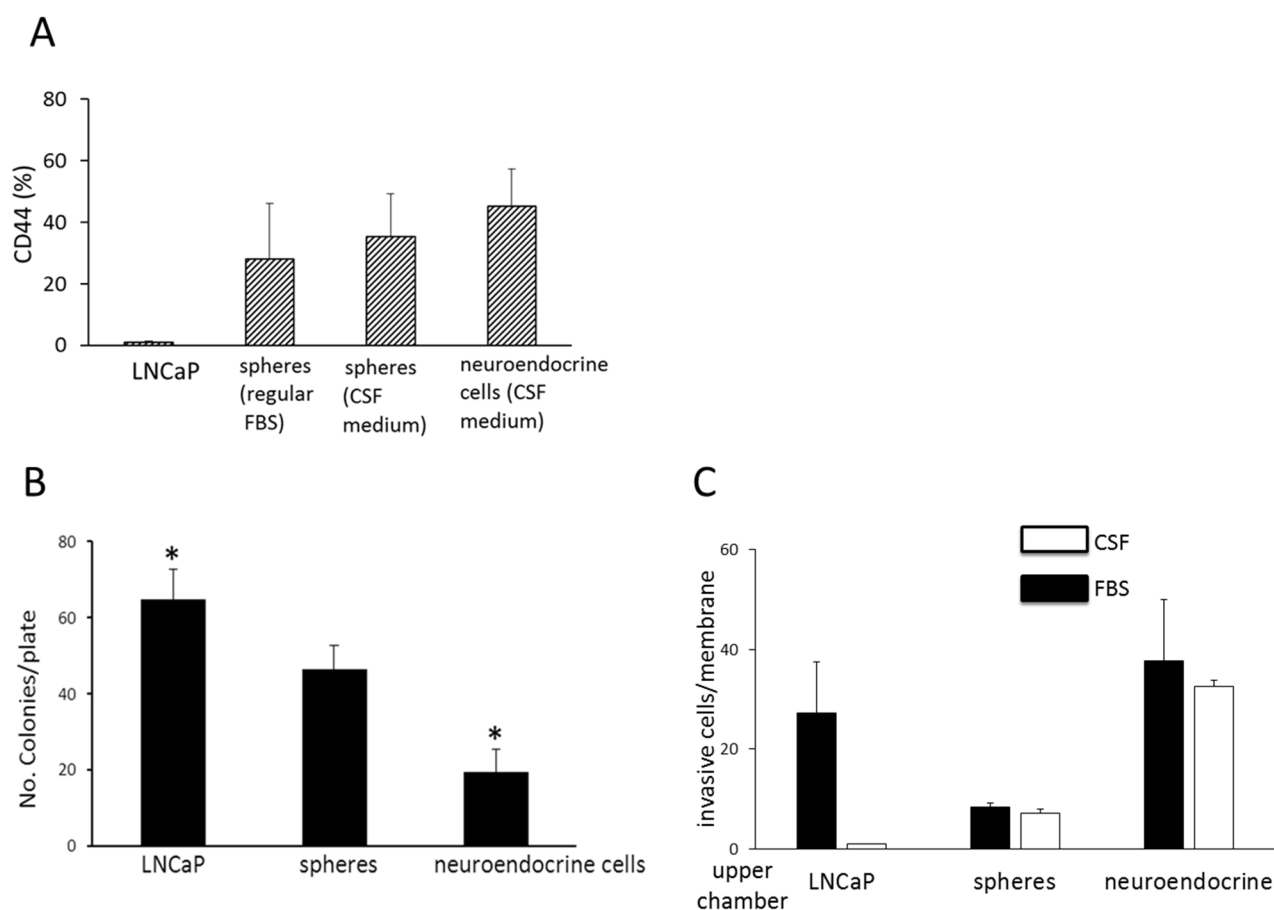 A
80
60
40
20
0
CD44 (%)
LNCaP
spheres
(regular
FBS)
spheres
(CSF
medium)
neuroendocrine
cells (CSF
medium)
B
80
60
40
20
0
No. Colonies/plate
*
*
LNCaP
spheres
neuroendocrine cells
C
CSF
FBS
60
40
20
0
invasive cells/membrane
upper
chamber
LNCaP
spheres
neuroendocrine